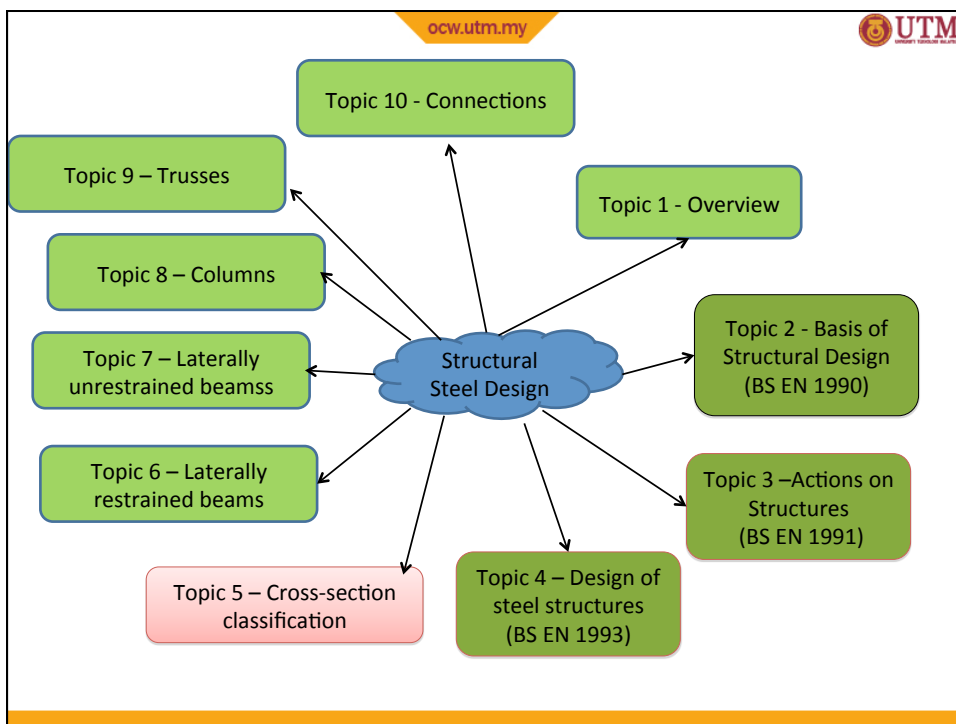 ocw.utm.my
UTM
UNIVERSITI TEKNOLOGI MALAYSIA
Topic 10 - Connections
Topic 9 – Trusses
Topic 1 - Overview
Topic 8 – Columns
Topic 2 - Basis of
Structural Design
(BS EN 1990)
Structural
Steel Design
Topic 7 – Laterally
unrestrained beamss
Topic 6 – Laterally
restrained beams
Topic 3 –Actions on
Structures
(BS EN 1991)
Topic 5 – Cross-section
classification
Topic 4 – Design of
steel structures
(BS EN 1993)